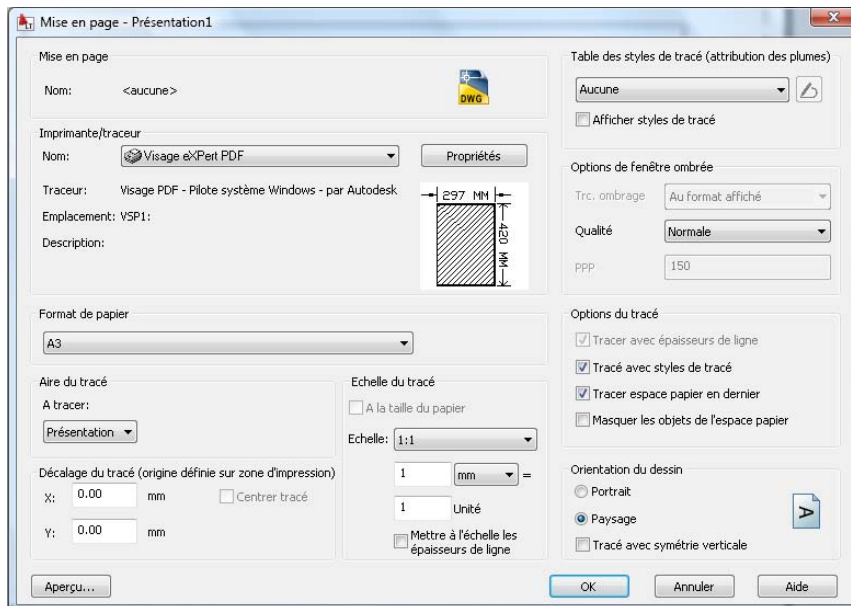 Mise en page - Présentation1
Mise en page
Nom: <aucune>
DWG
Imprimante/traceur
Nom: Visage eXPert PDF
Propriétés
Traceur: Visage PDF - Pilote système Windows - par Autodesk
Emplacement: VSP1:
Description:
297 MM
420 MM
Format de papier
A3
Aire du tracé
A tracer:
Présentation
Décalage du tracé (origine définie sur zone d'impression)
X: 0.00 mm
Centrer tracé
Y: 0.00 mm
Echelle du tracé
A la taille du papier
Echelle: 1:1
1 mm =
1 Unité
Mettre à l'échelle les
épaisseurs de ligne
Table des styles de tracé (attribution des plumes)
Aucune
Afficher styles de tracé
Options de fenêtre ombrée
Trc. ombrage Au format affiché
Qualité Normale
PPP 150
Options du tracé
Tracer avec épaisseurs de ligne
Tracé avec styles de tracé
Tracer espace papier en dernier
Masquer les objets de l'espace papier
Orientation du dessin
Portrait
Paysage
A
Tracé avec symétrie verticale
Aperçu...
OK
Annuler
Aide